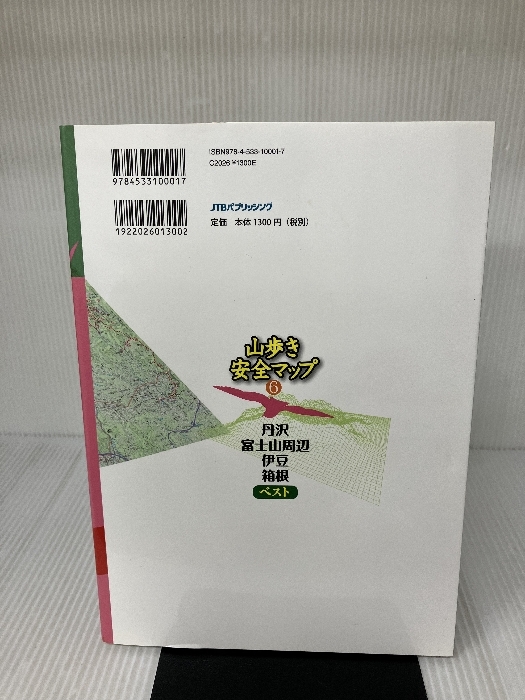 ISBN978-4-533-10001-7
C2026 ¥1300E
9784533100017
1922026013002
JTBパブリッシング
定価 本体1300円（税別）
山歩き
安全マップ
6
丹沢
富士山周辺
伊豆
箱根
ベスト